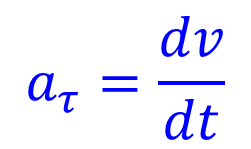 a_τ = dv/dt